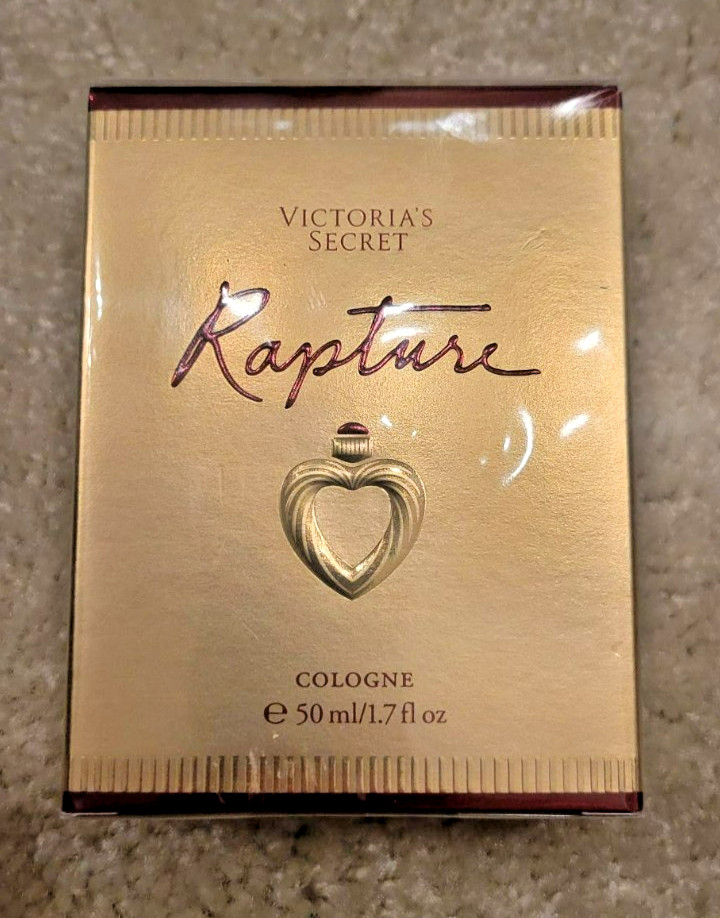 VICTORIA'S
SECRET
Rapture
COLOGNE
℮ 50 ml/1.7 fl oz